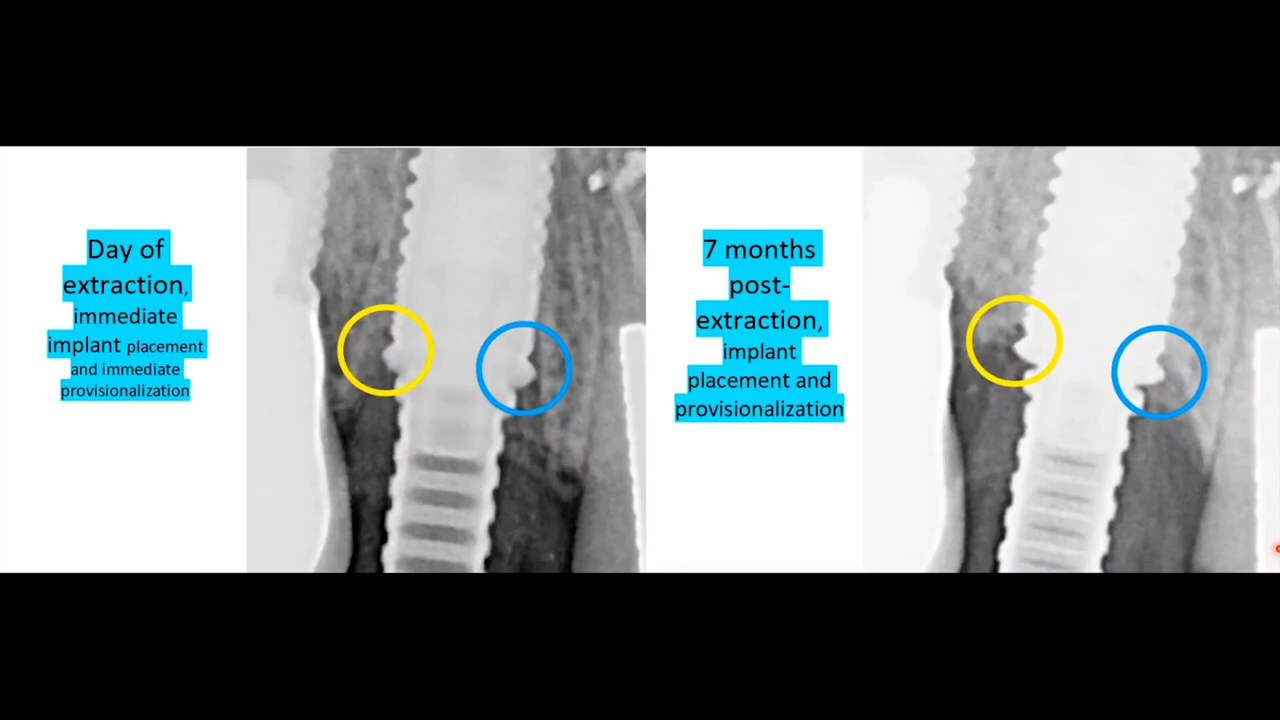 Day of
extraction,
immediate
implant placement
and immediate
provisionalization
7 months
post-
extraction,
implant
placement and
provisionalization